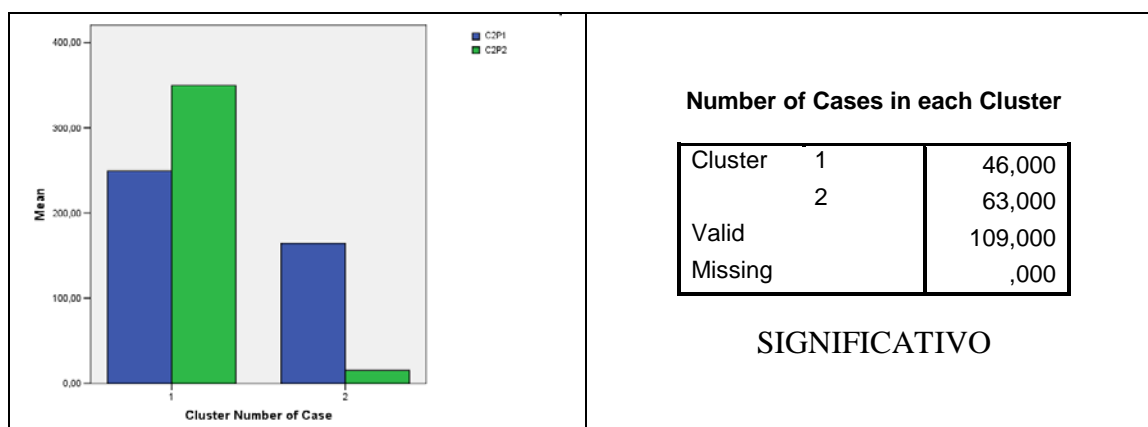 C2P1
C2P2
400,00
300,00
200,00
100,00
0,00
Mean
1 2
Cluster Number of Case
Number of Cases in each Cluster
Cluster 1 46,000
2 63,000
Valid 109,000
Missing ,000
SIGNIFICATIVO